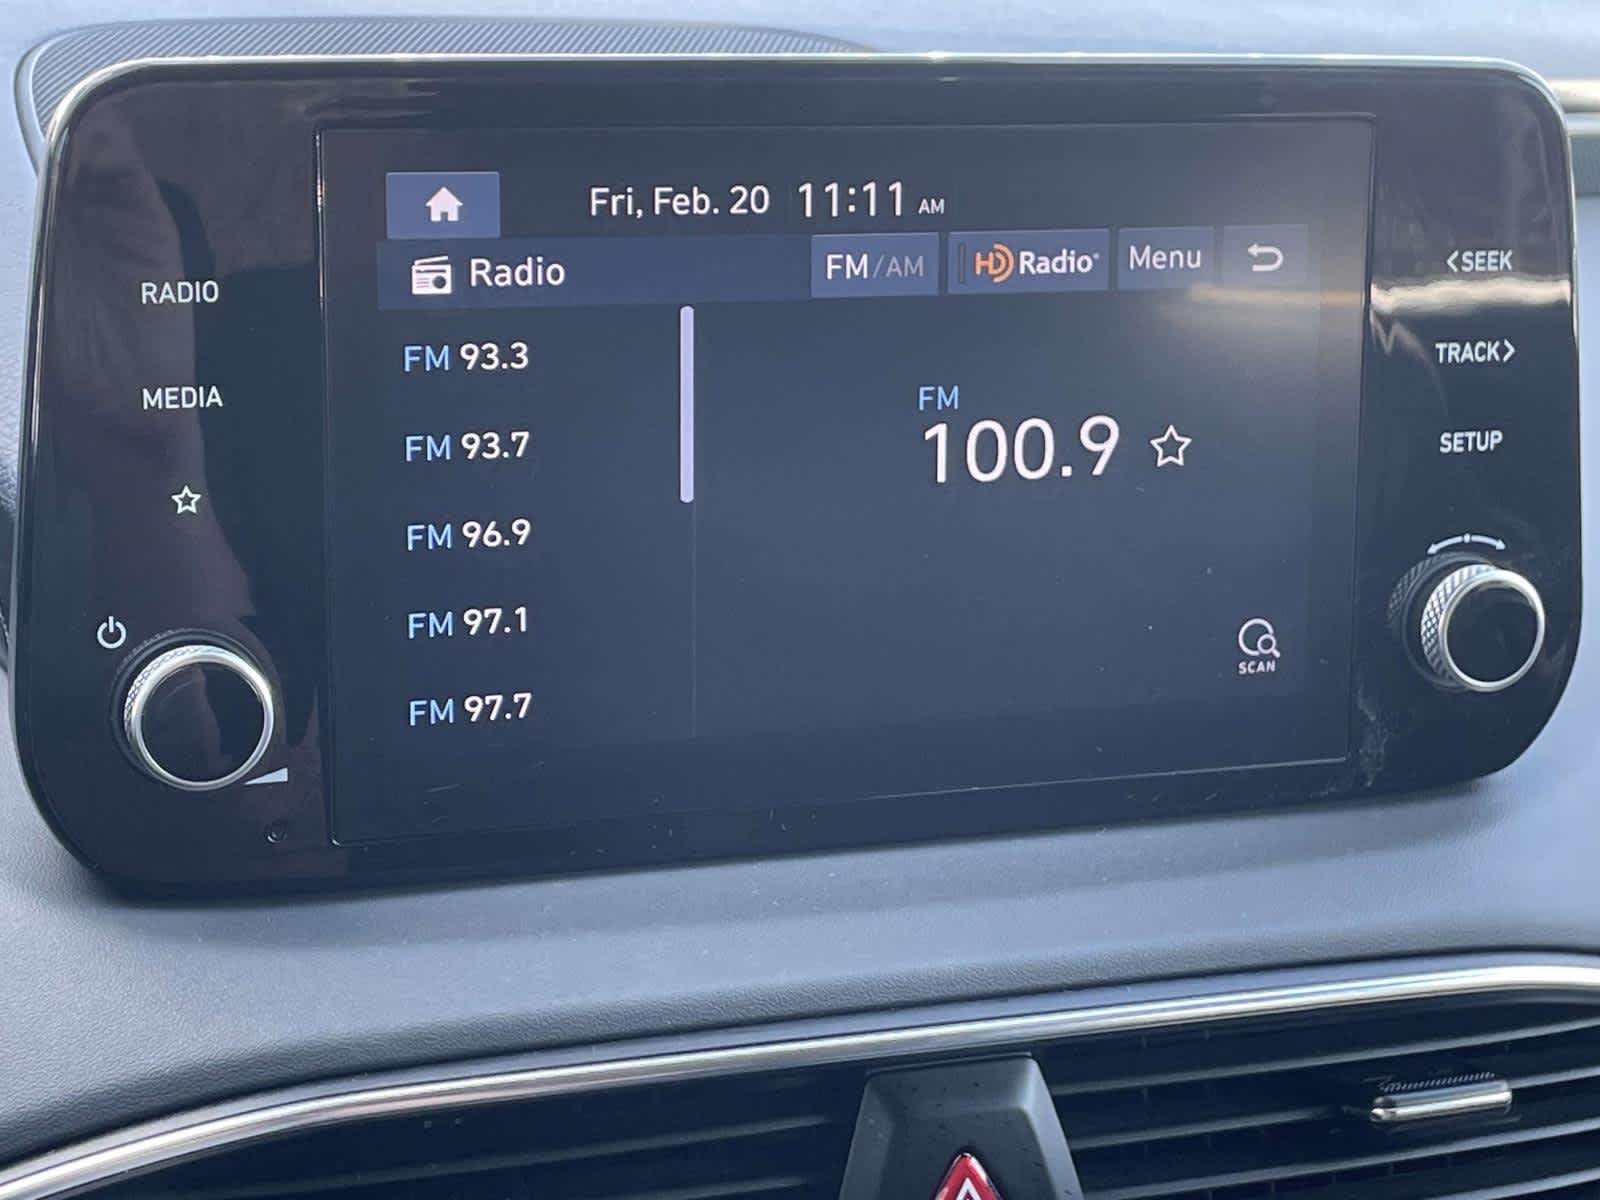 Fri, Feb. 20 11:11 AM
Radio FM/AM HD Radio Menu
FM 93.3
FM 93.7
FM 96.9
FM 97.1
FM 97.7
FM
100.9
SCAN
RADIO
MEDIA
<SEEK
TRACK>
SETUP